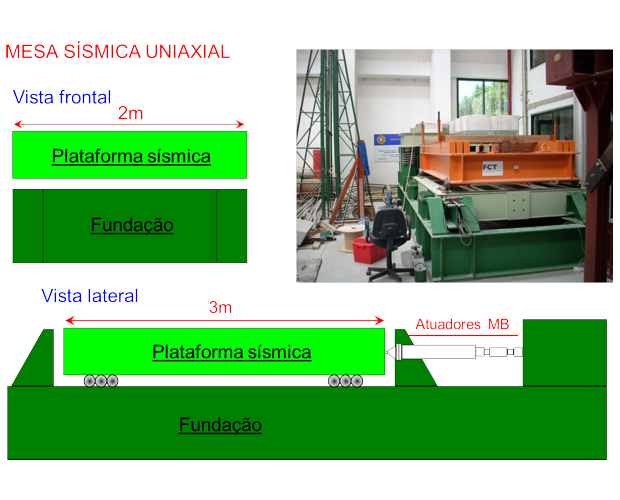 MESA SÍSMICA UNIAXIAL
Vista frontal
2m
Plataforma sísmica
Fundação
FCT
Vista lateral
3m
Atuadores MB
Plataforma sísmica
Fundação